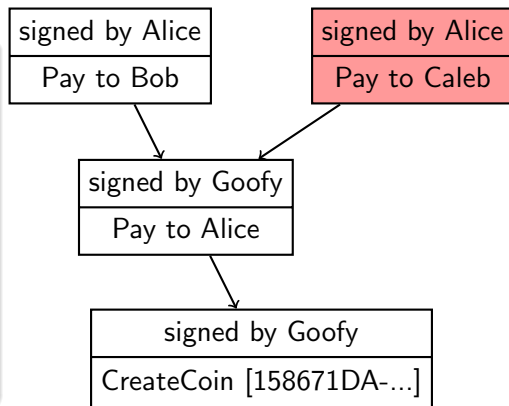 signed by Alice
Pay to Bob
signed by Alice
Pay to Caleb
signed by Goofy
Pay to Alice
signed by Goofy
CreateCoin [158671DA-...]